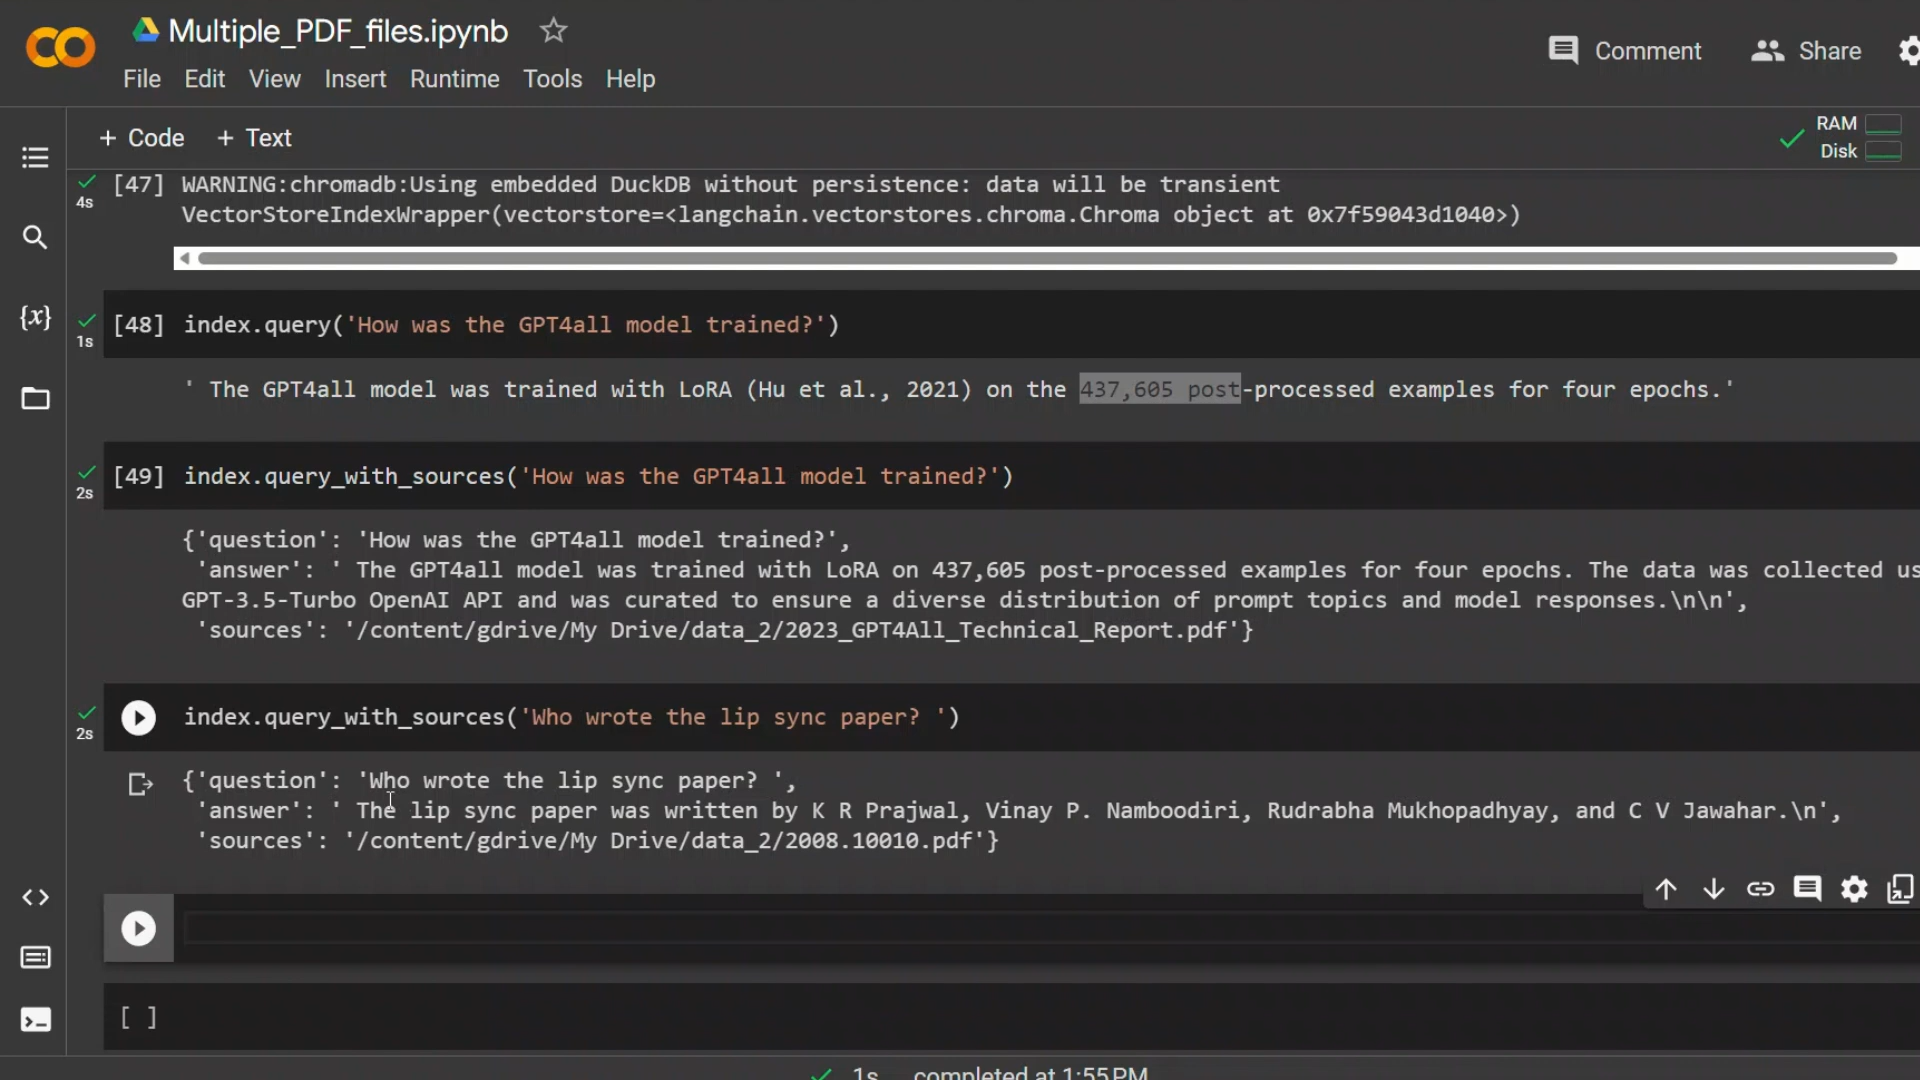 Multiple_PDF_files.ipynb
Comment
Share
File Edit View Insert Runtime Tools Help
+ Code + Text
RAM
Disk
4s
[47] WARNING:chromadb:Using embedded DuckDB without persistence: data will be transient
VectorStoreIndexWrapper(vectorstore=<langchain.vectorstores.chroma.Chroma object at 0x7f59043d1040>)
{x}
1s
[48] index.query('How was the GPT4all model trained?')
' The GPT4all model was trained with LoRA (Hu et al., 2021) on the 437,605 post-processed examples for four epochs.'
2s
[49] index.query_with_sources('How was the GPT4all model trained?')
{'question': 'How was the GPT4all model trained?',
'answer': ' The GPT4all model was trained with LoRA on 437,605 post-processed examples for four epochs. The data was collected us
GPT-3.5-Turbo OpenAI API and was curated to ensure a diverse distribution of prompt topics and model responses.\n\n',
'sources': '/content/gdrive/My Drive/data_2/2023_GPT4All_Technical_Report.pdf'}
2s
index.query_with_sources('Who wrote the lip sync paper? ')
{'question': 'Who wrote the lip sync paper? ',
'answer': ' The lip sync paper was written by K R Prajwal, Vinay P. Namboodiri, Rudrabha Mukhopadhyay, and C V Jawahar.\n',
'sources': '/content/gdrive/My Drive/data_2/2008.10010.pdf'}
[ ]
1s completed at 1:55 PM